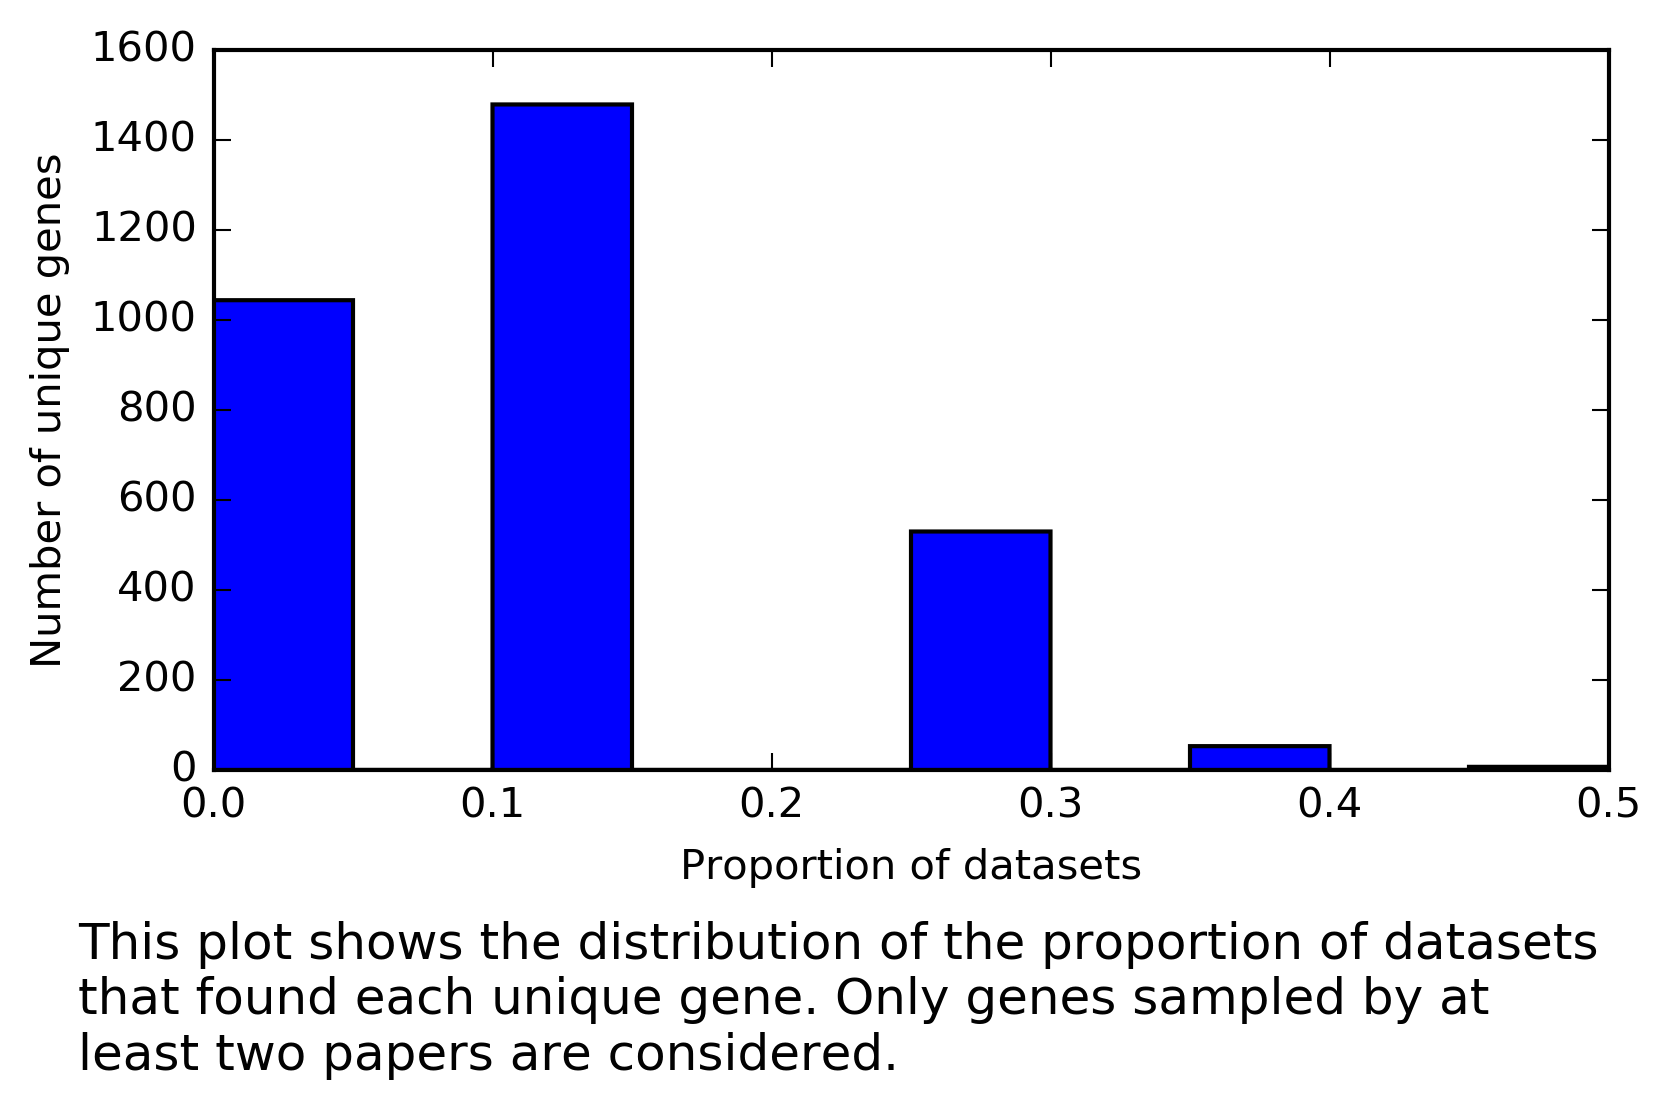 1600
1400
1200
1000
800
600
400
200
0
Number of unique genes
0.0 0.1 0.2 0.3 0.4 0.5
Proportion of datasets
This plot shows the distribution of the proportion of datasets
that found each unique gene. Only genes sampled by at
least two papers are considered.